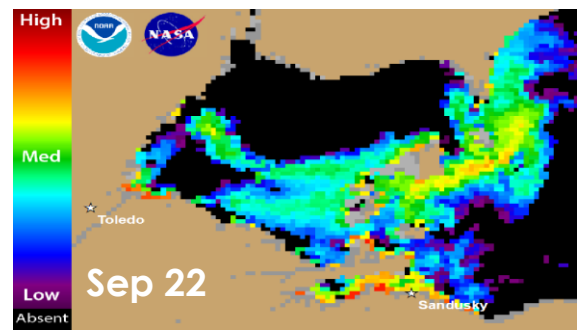 High
NOAA
NASA
Med
Toledo
Low
Sep 22
Sandusky
Absent